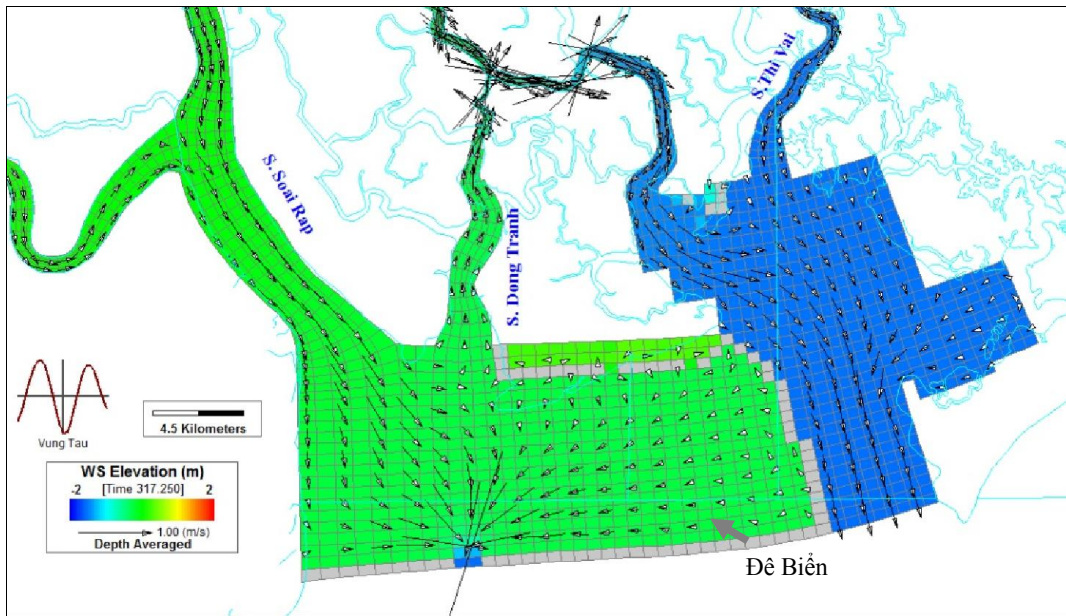 S. Thi Vai
S. Soai Rap
S. Dong Tranh
Vung Tau
4.5 Kilometers
WS Elevation (m)
-2 [Time 317.250] 2
1.00 (m/s)
Depth Averaged
Đê Biển